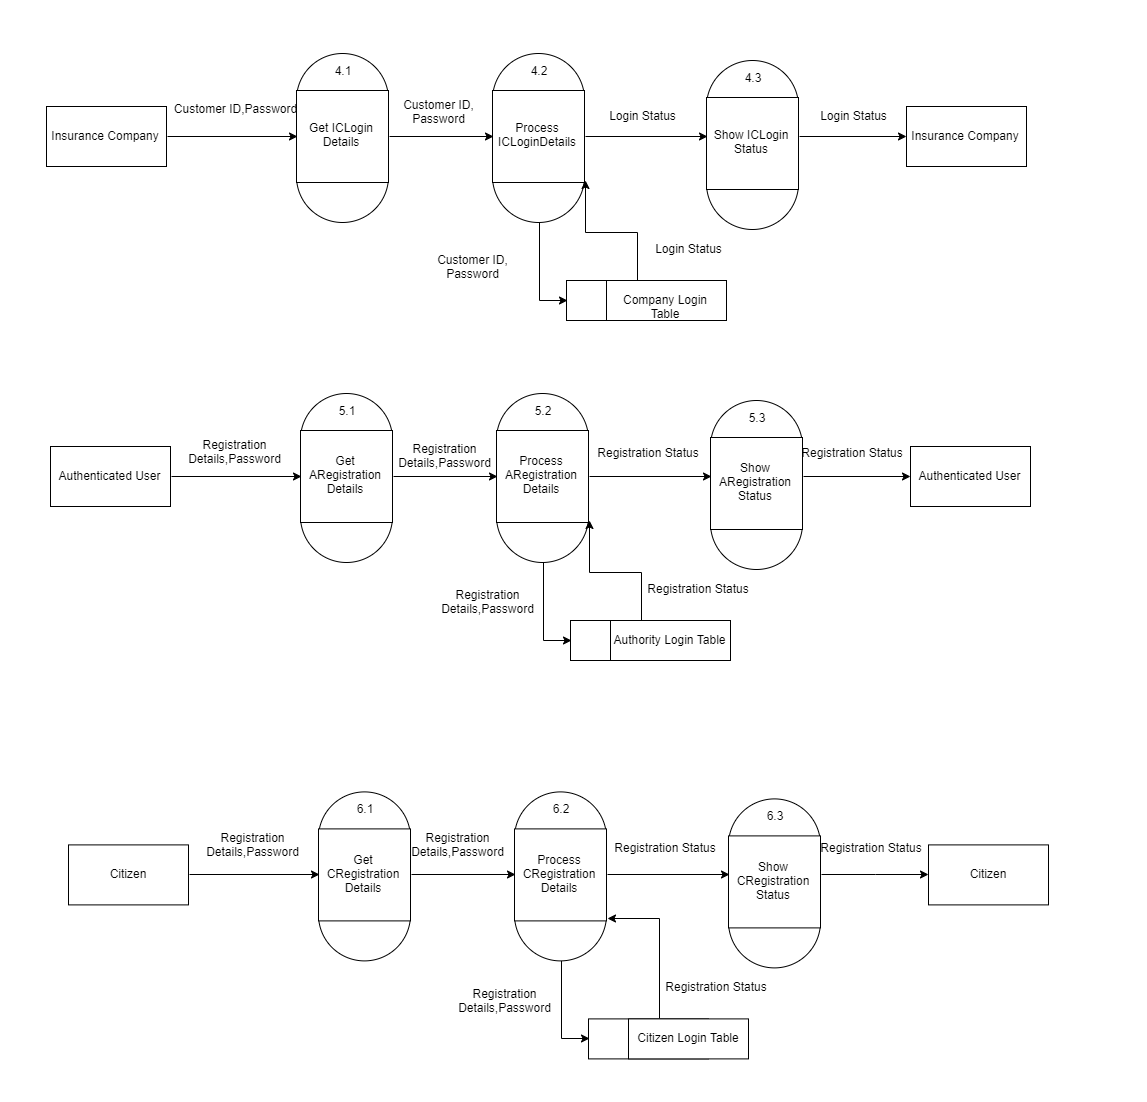 4.1
4.2
4.3
Customer ID,Password
Customer ID,
Password
Login Status
Login Status
Insurance Company
Get ICLogin
Details
Process
ICLoginDetails
Show ICLogin
Status
Insurance Company
Login Status
Customer ID,
Password
Company Login
Table
5.1
5.2
5.3
Registration
Details,Password
Registration
Details,Password
Registration Status
Registration Status
Authenticated User
Get
ARegistration
Details
Process
ARegistration
Details
Show
ARegistration
Status
Authenticated User
Registration
Details,Password
Registration Status
Authority Login Table
6.1
6.2
6.3
Registration
Details,Password
Registration
Details,Password
Registration Status
Registration Status
Citizen
Get
CRegistration
Details
Process
CRegistration
Details
Show
CRegistration
Status
Citizen
Registration
Details,Password
Registration Status
Citizen Login Table